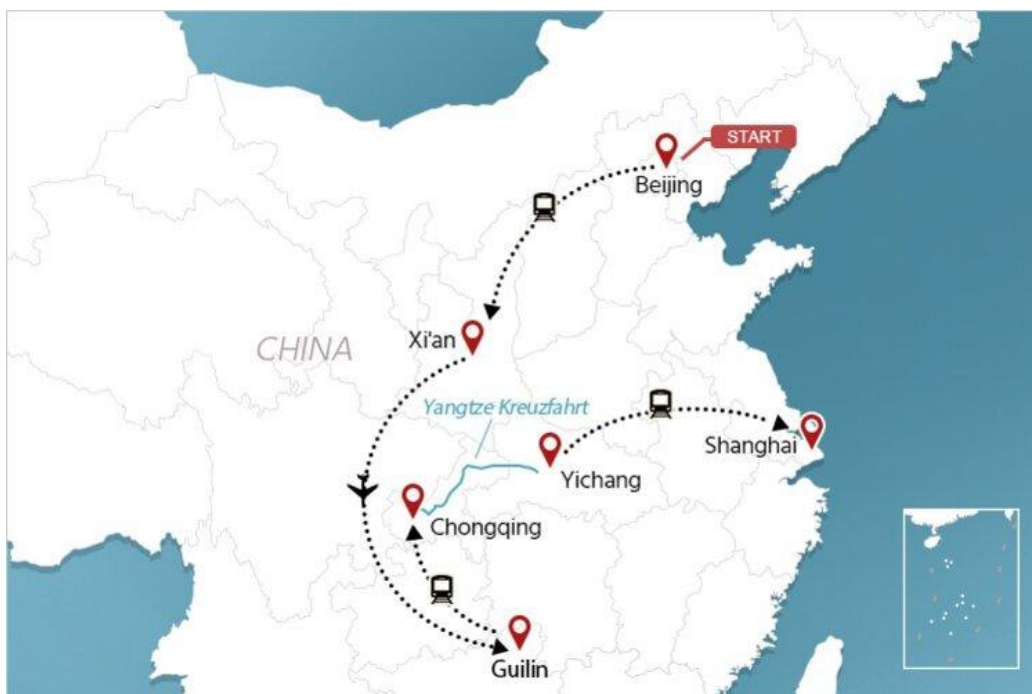 START
Beijing
Xi'an
CHINA
Yangtze Kreuzfahrt
Shanghai
Yichang
Chongqing
Guilin